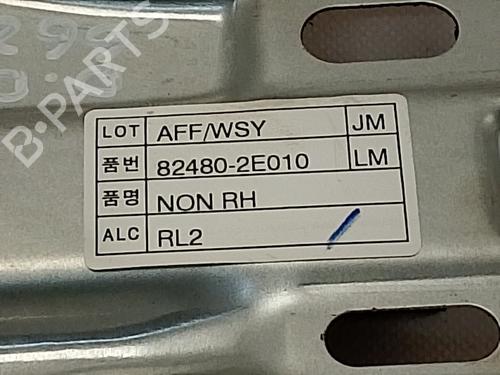 LOT AFF/WSY JM
품번 82480-2E010 LM
품명 NON RH
ALC RL2
B-PARTS